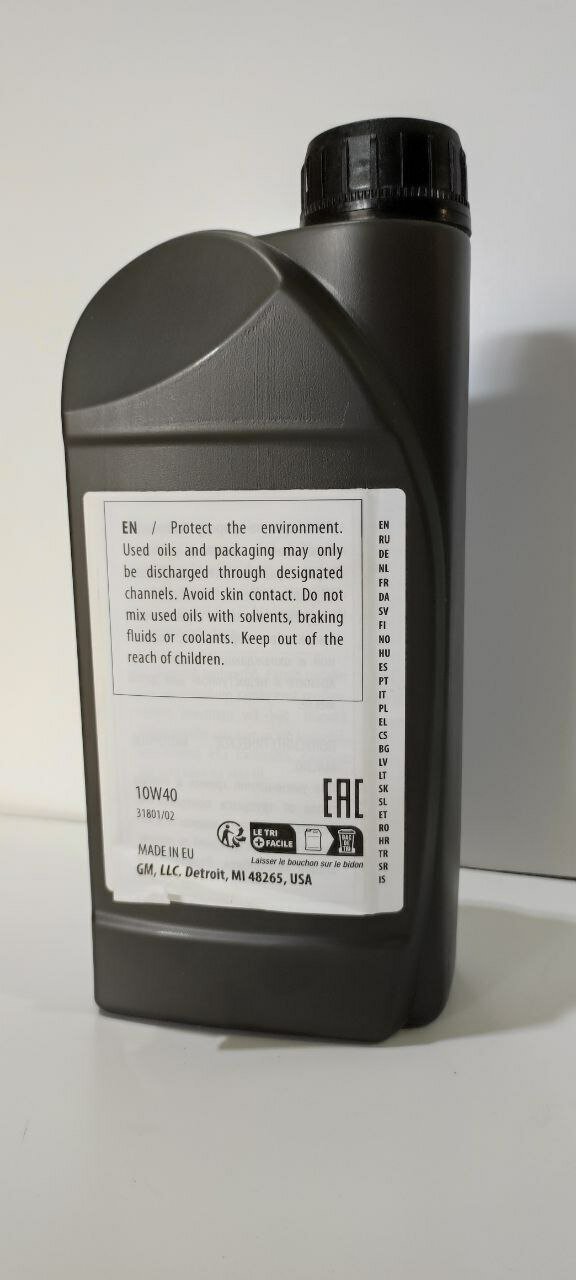 EN / Protect the environment.
Used oils and packaging may only
be discharged through designated
channels. Avoid skin contact. Do not
mix used oils with solvents, braking
fluids or coolants. Keep out of the
reach of children.
10W40
31801/02
EAC
LE TRI
+ FACILE
BAC
DE
TRI
Laisser le bouchon sur le bidon
MADE IN EU
GM, LLC. Detroit, MI 48265, USA
EN
RU
DE
NL
FR
DA
SV
FI
NO
HU
ES
PT
IT
PL
EL
CS
BG
LV
LT
SK
SL
ET
RO
HR
TR
SR
IS